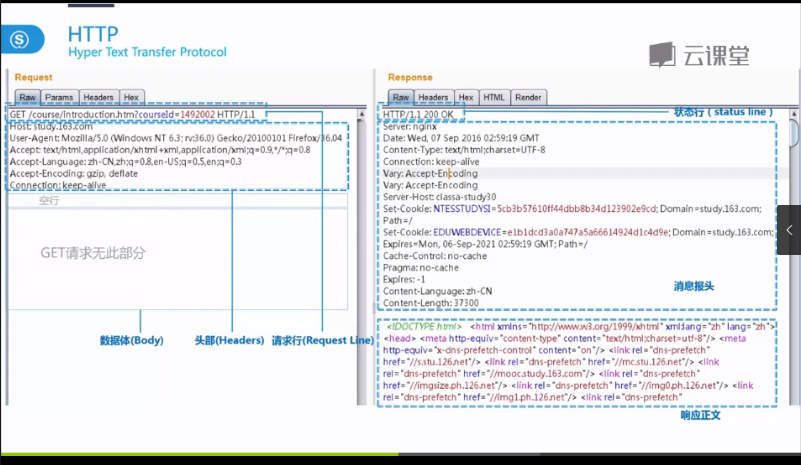 HTTP
Hyper Text Transfer Protocol
云课堂
Request
Raw Params Headers Hex
GET /course/introduction.htm?courseId=1492002 HTTP/1.1
Host: study.163.com
User-Agent: Mozilla/5.0 (Windows NT 6.3; rv:36.0) Gecko/20100101 Firefox/36.04
Accept: text/html,application/xhtml+xml,application/xml;q=0.9,*/*;q=0.8
Accept-Language: zh-CN,zh;q=0.8,en-US;q=0.5,en;q=0.3
Accept-Encoding: gzip, deflate
Connection: keep-alive
空行
GET请求无此部分
数据体(Body)
头部(Headers)
请求行(Request Line)
Response
Raw Headers Hex HTML Render
HTTP/1.1 200 OK
状态行 ( status line )
Server: nginx
Date: Wed, 07 Sep 2016 02:59:19 GMT
Content-Type: text/html;charset=UTF-8
Connection: keep-alive
Vary: Accept-Encoding
Vary: Accept-Encoding
Server-Host: classa-study30
Set-Cookie: NTESSTUDYSI=5cb3b57610ff44dbb8b34d123902e9cd; Domain=study.163.com;
Path=/
Set-Cookie: EDUWEBDEVICE=e1b1dcd3a0a747a5a66614924d1c4d9e; Domain=study.163.com;
Expires=Mon, 06-Sep-2021 02:59:19 GMT; Path=/
Cache-Control: no-cache
Pragma: no-cache
Expires: -1
Content-Language: zh-CN
Content-Length: 37300
消息报头
<!DOCTYPE html> <html xmlns="http://www.w3.org/1999/xhtml" xml:lang="zh" lang="zh">
<head> <meta http-equiv="content-type" content="text/html;charset=utf-8"/> <meta
http-equiv="x-dns-prefetch-control" content="on"/> <link rel="dns-prefetch"
href="//s.stu.126.net"/> <link rel="dns-prefetch" href="//mc.stu.126.net"/> <link
rel="dns-prefetch" href="//mooc.study.163.com"/> <link rel="dns-prefetch"
href="//imgsize.ph.126.net"/> <link rel="dns-prefetch" href="//img0.ph.126.net"/> <link
rel="dns-prefetch" href="//img1.ph.126.net"/> <link rel="dns-prefetch"
响应正文